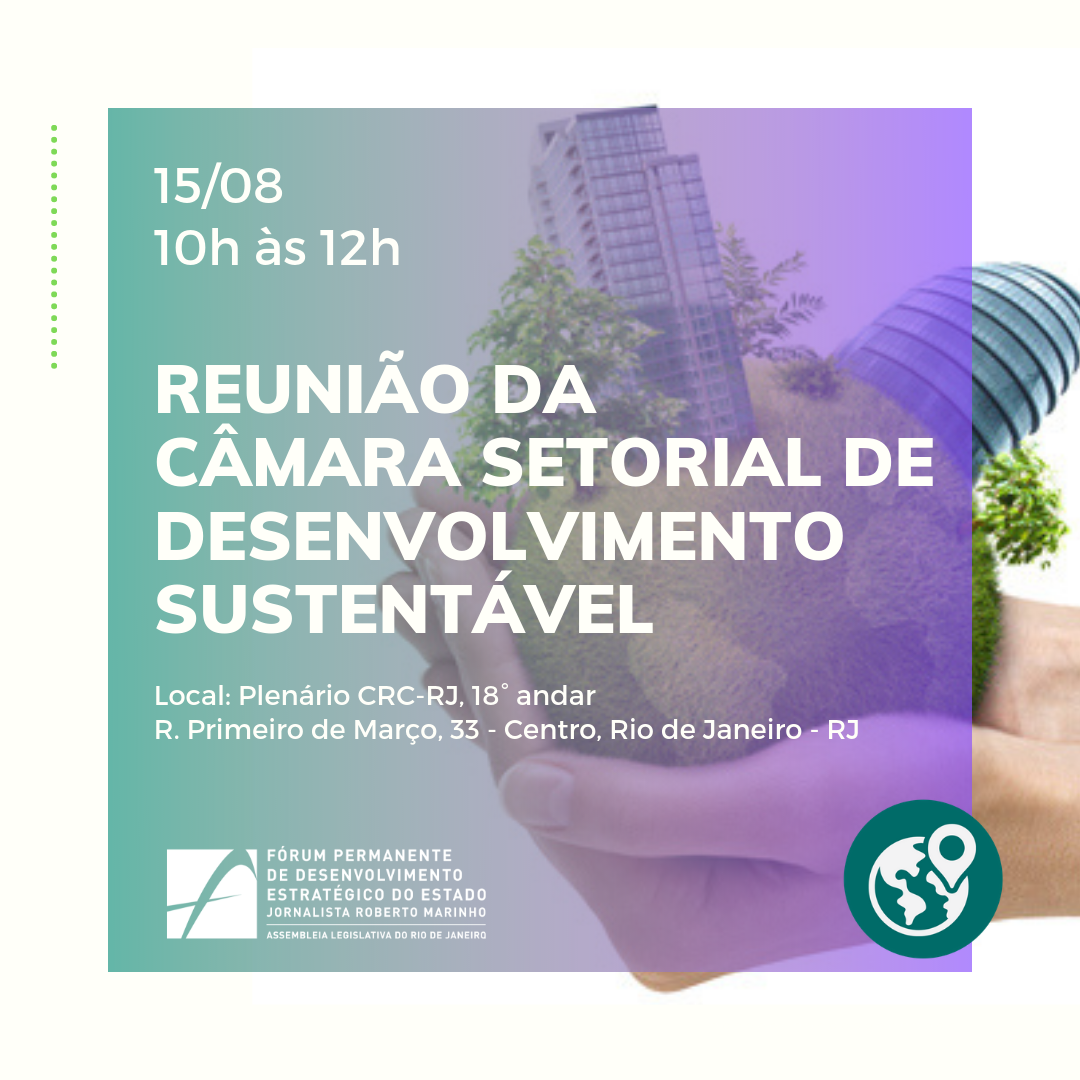 15/08
10h às 12h
REUNIÃO DA
CÂMARA SETORIAL DE
DESENVOLVIMENTO
SUSTENTÁVEL
Local: Plenário CRC-RJ, 18° andar
R. Primeiro de Março, 33 - Centro, Rio de Janeiro - RJ
FÓRUM PERMANENTE
DE DESENVOLVIMENTO
ESTRATÉGICO DO ESTADO
JORNALISTA ROBERTO MARINHO
ASSEMBLEIA LEGISLATIVA DO RIO DE JANEIRO